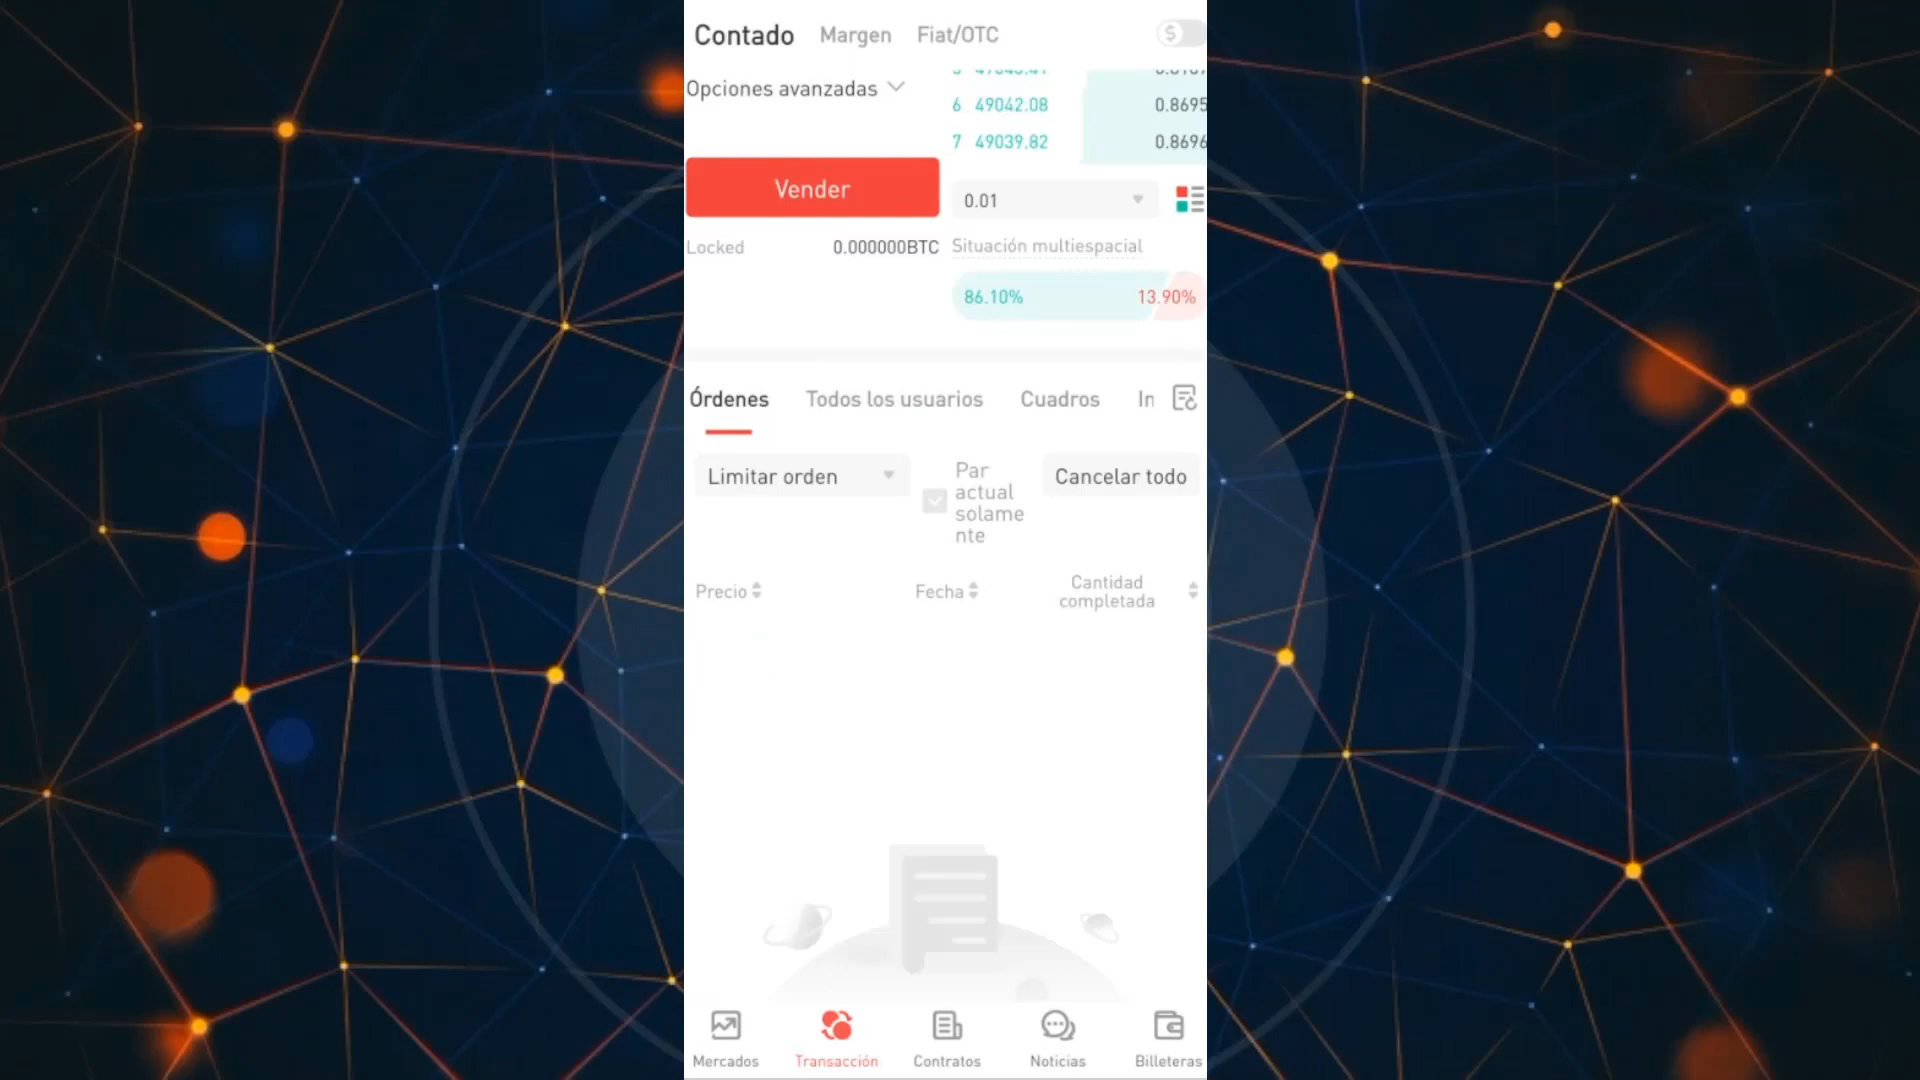 Contado Margen Fiat/OTC $
Opciones avanzadas
6 49042.08 0.8695
7 49039.82 0.8696
Vender
0.01
Locked 0.000000BTC
Situación multiespacial
86.10% 13.90%
Órdenes Todos los usuarios Cuadros In
Limitar orden
Par
actual
solame
nte
Cancelar todo
Precio Fecha
Cantidad
completada
Mercados Transacción Contratos Noticias Billeteras